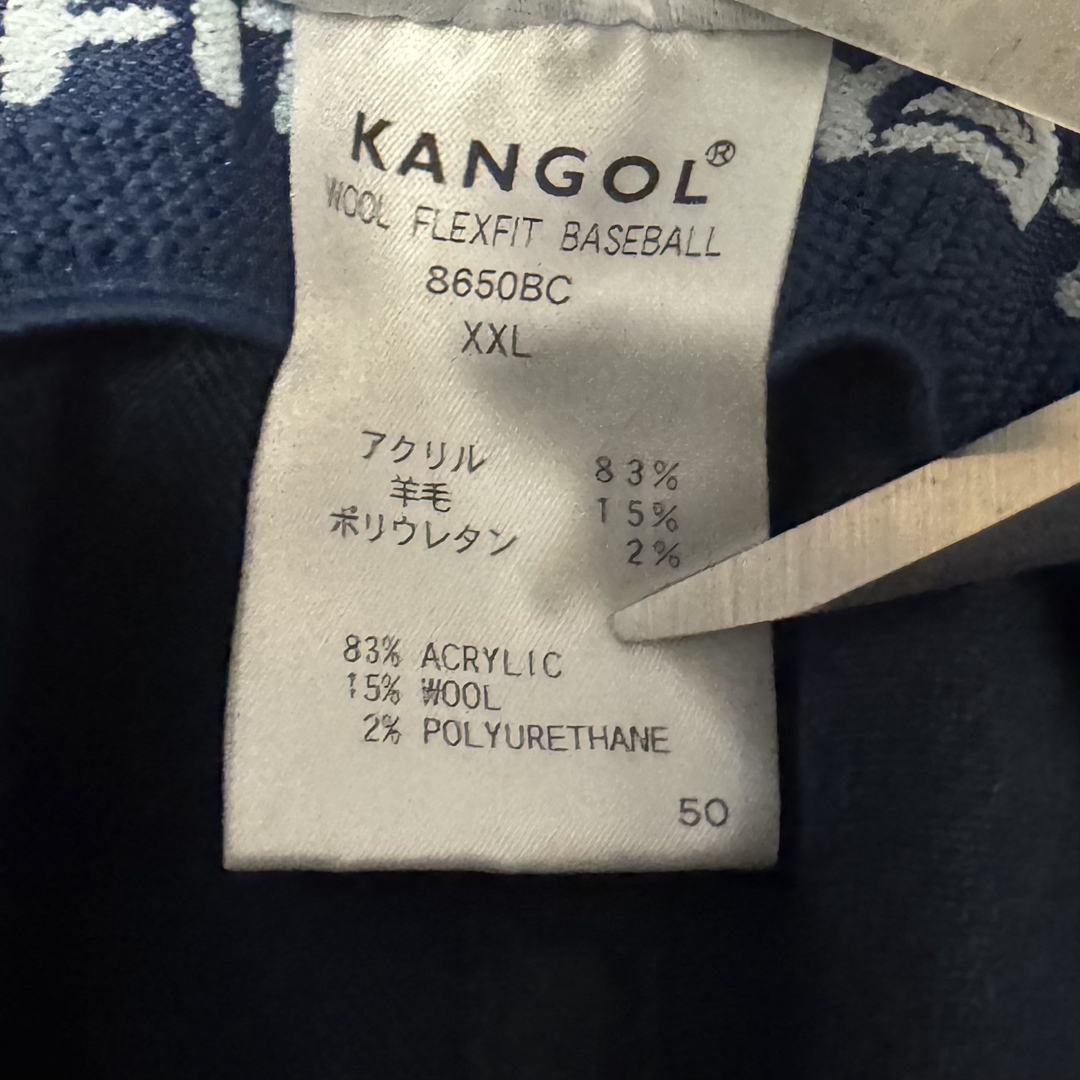 KANGOL®
WOOL FLEXFIT BASEBALL
8650BC
XXL
アクリル 83%
羊毛 15%
ポリウレタン 2%
83% ACRYLIC
15% WOOL
2% POLYURETHANE
50